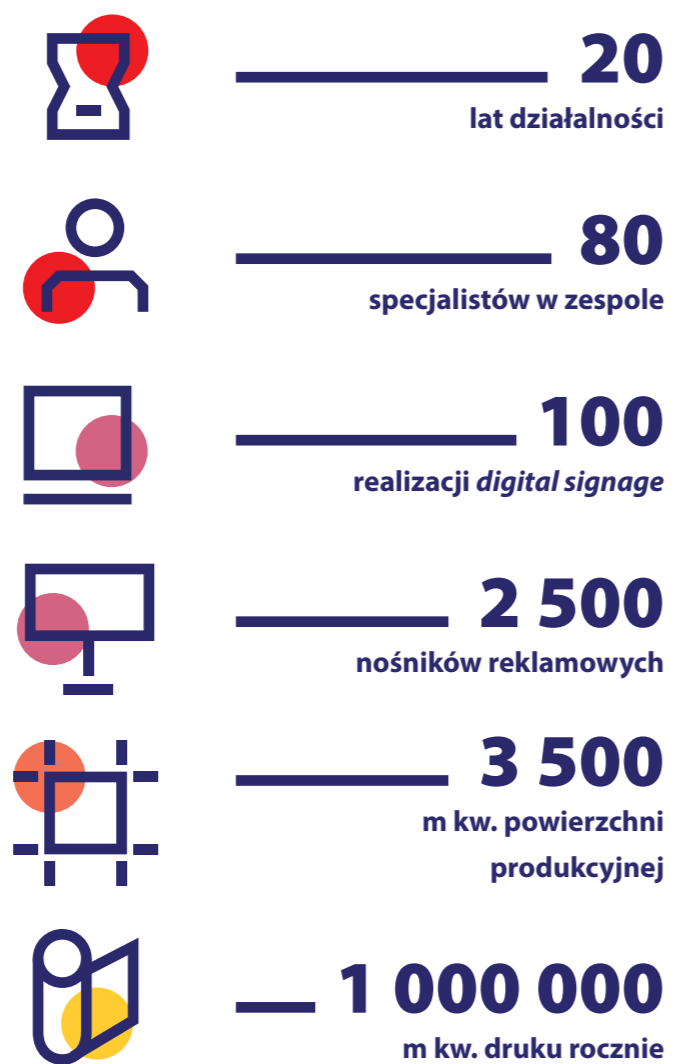 20
lat działalności
80
specjalistów w zespole
100
realizacji digital signage
2 500
nośników reklamowych
3 500
m kw. powierzchni
produkcyjnej
1 000 000
m kw. druku rocznie